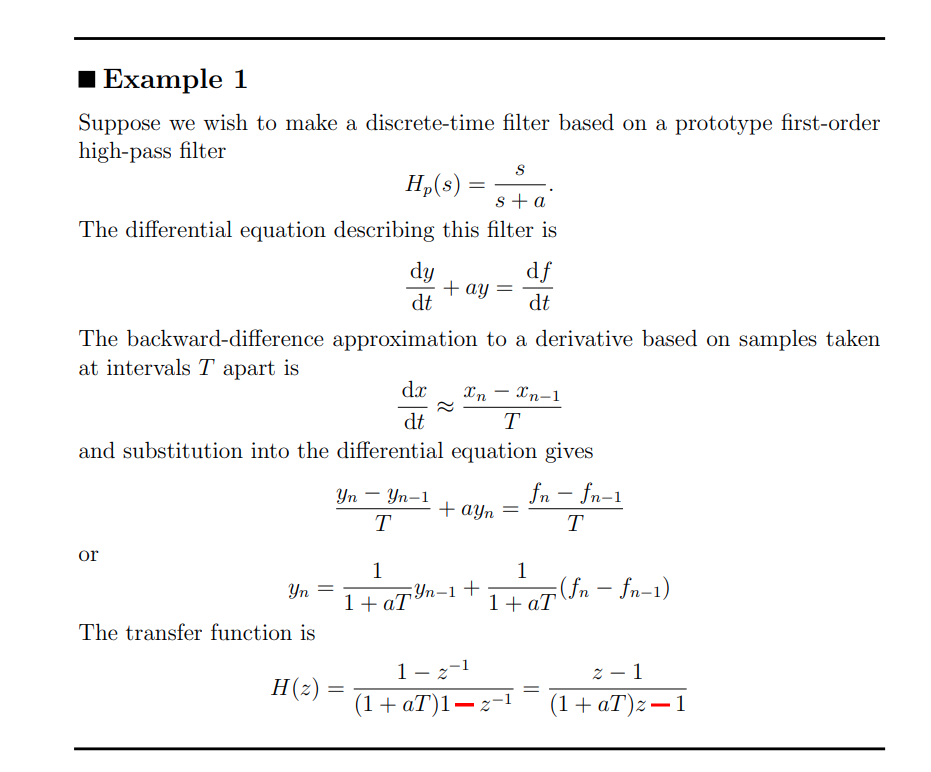 ■ Example 1
Suppose we wish to make a discrete-time filter based on a prototype first-order
high-pass filter
H_p(s) = \frac{s}{s + a}.
The differential equation describing this filter is
\frac{dy}{dt} + ay = \frac{df}{dt}
The backward-difference approximation to a derivative based on samples taken
at intervals T apart is
\frac{dx}{dt} ≈ \frac{x_n − x_{n−1}}{T}
and substitution into the differential equation gives
\frac{y_n − y_{n−1}}{T} + ay_n = \frac{f_n − f_{n−1}}{T}
or
y_n = \frac{1}{1 + aT} y_{n−1} + \frac{1}{1 + aT} (f_n − f_{n−1})
The transfer function is
H(z) = \frac{1 − z^{−1}}{(1 + aT)1 − z^{−1}} = \frac{z − 1}{(1 + aT)z − 1}